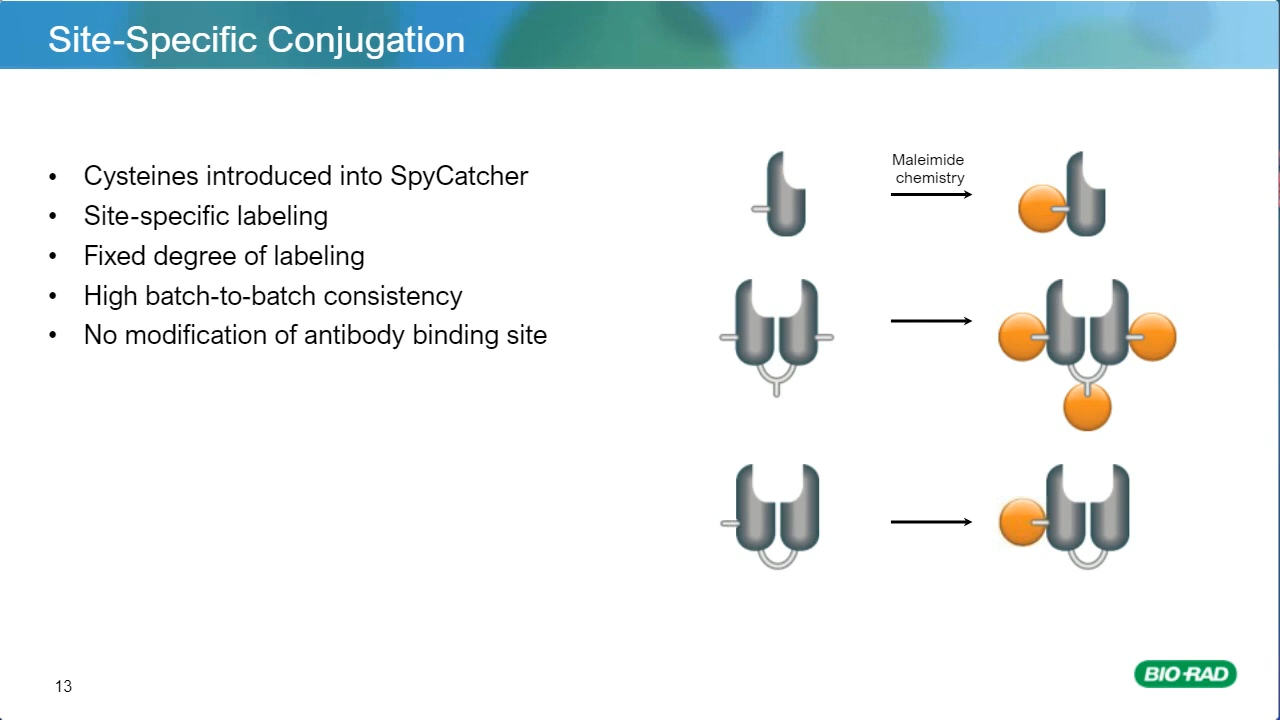 Site-Specific Conjugation
• Cysteines introduced into SpyCatcher
• Site-specific labeling
• Fixed degree of labeling
• High batch-to-batch consistency
• No modification of antibody binding site
Maleimide
chemistry
13
BIO-RAD